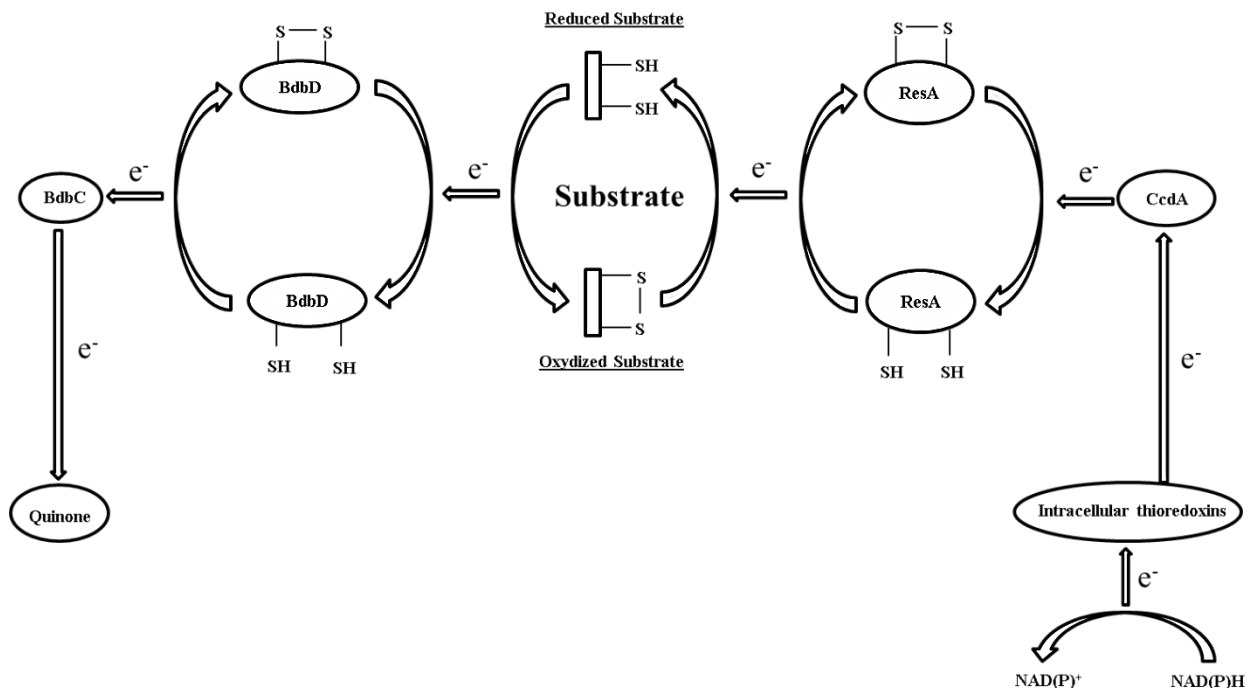 Reduced Substrate
S S
BdbD
SH
SH
S S
ResA
e-
BdbC
e-
Substrate
e-
e-
CcdA
BdbD
SH SH
S
S
Oxydized Substrate
ResA
SH SH
e-
e-
Quinone
Intracellular thioredoxins
e-
NAD(P)+ NAD(P)H